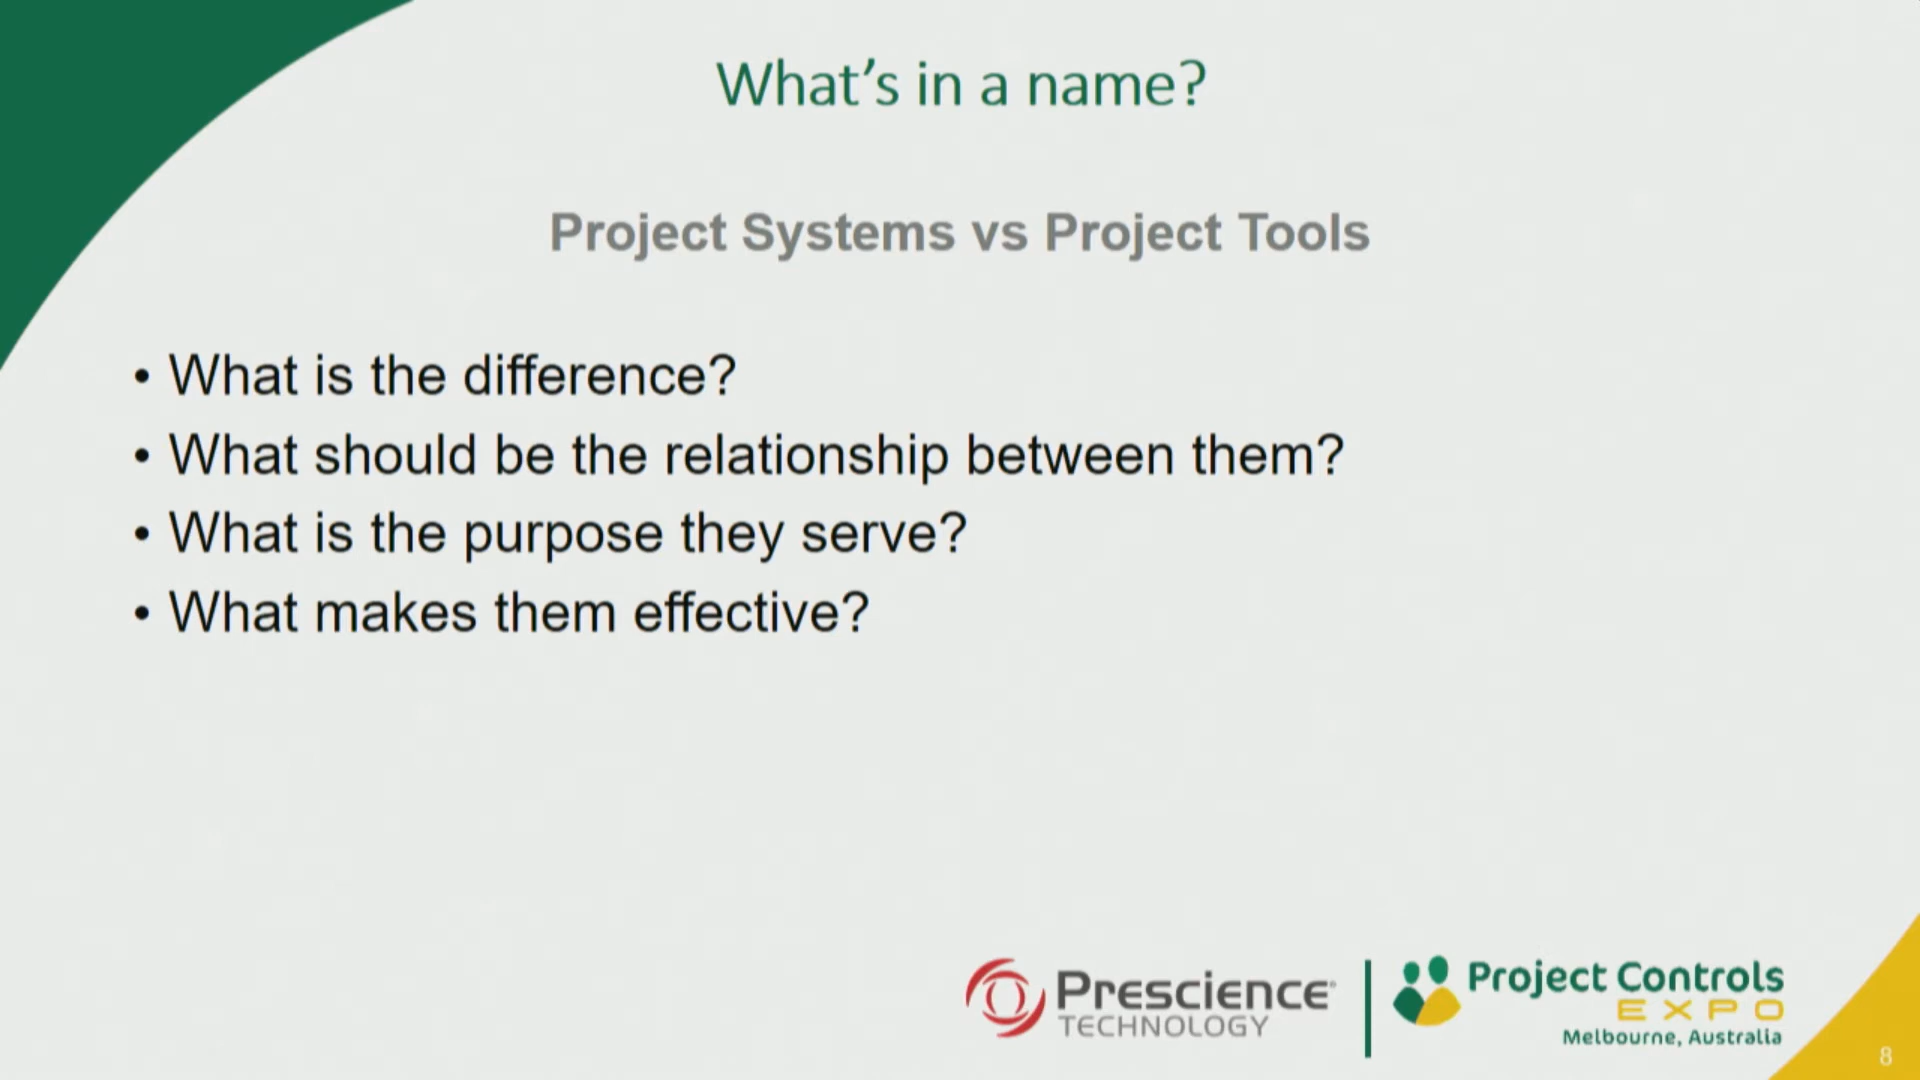 What’s in a name?
Project Systems vs Project Tools
• What is the difference?
• What should be the relationship between them?
• What is the purpose they serve?
• What makes them effective?
Prescience
TECHNOLOGY
Project Controls
EXPO
Melbourne, Australia
8